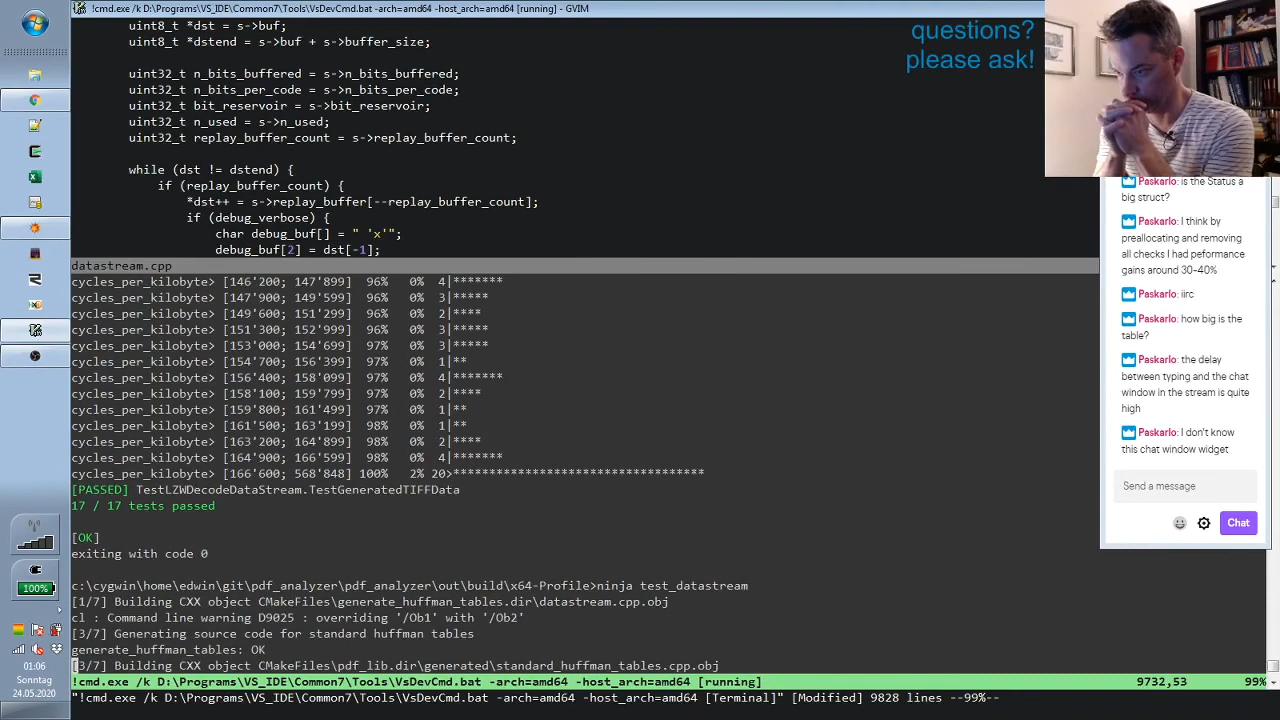 !cmd.exe /k D:\Programs\VS_IDE\Common7\Tools\VsDevCmd.bat -arch=amd64 -host_arch=amd64 [running] - GVIM
uint8_t *dst = s->buf;
uint8_t *dstend = s->buf + s->buffer_size;
uint32_t n_bits_buffered = s->n_bits_buffered;
uint32_t n_bits_per_code = s->n_bits_per_code;
uint32_t bit_reservoir = s->bit_reservoir;
uint32_t n_used = s->n_used;
uint32_t replay_buffer_count = s->replay_buffer_count;
while (dst != dstend) {
if (replay_buffer_count) {
*dst++ = s->replay_buffer[--replay_buffer_count];
if (debug_verbose) {
char debug_buf[] = " 'x'";
debug_buf[2] = dst[-1];
datastream.cpp
cycles_per_kilobyte> [146'200; 147'899] 96% 0% 4|*******
cycles_per_kilobyte> [147'900; 149'599] 96% 0% 3|*****
cycles_per_kilobyte> [149'600; 151'299] 96% 0% 2|****
cycles_per_kilobyte> [151'300; 152'999] 96% 0% 3|*****
cycles_per_kilobyte> [153'000; 154'699] 97% 0% 3|*****
cycles_per_kilobyte> [154'700; 156'399] 97% 0% 1|**
cycles_per_kilobyte> [156'400; 158'099] 97% 0% 4|*******
cycles_per_kilobyte> [158'100; 159'799] 97% 0% 2|****
cycles_per_kilobyte> [159'800; 161'499] 97% 0% 1|**
cycles_per_kilobyte> [161'500; 163'199] 98% 0% 1|**
cycles_per_kilobyte> [163'200; 164'899] 98% 0% 2|****
cycles_per_kilobyte> [164'900; 166'599] 98% 0% 4|*******
cycles_per_kilobyte> [166'600; 568'848] 100% 2% 20>***********************************
[PASSED] TestLZWDecodeDataStream.TestGeneratedTIFFData
17 / 17 tests passed
[OK]
exiting with code 0
c:\cygwin\home\edwin\git\pdf_analyzer\pdf_analyzer\out\build\x64-Profile>ninja test_datastream
[1/7] Building CXX object CMakeFiles\generate_huffman_tables.dir\datastream.cpp.obj
cl : Command line warning D9025 : overriding '/Ob1' with '/Ob2'
[3/7] Generating source code for standard huffman tables
generate_huffman_tables: OK
[3/7] Building CXX object CMakeFiles\pdf_lib.dir\generated\standard_huffman_tables.cpp.obj
!cmd.exe /k D:\Programs\VS_IDE\Common7\Tools\VsDevCmd.bat -arch=amd64 -host_arch=amd64 [running] 9732,53 99%
"!cmd.exe /k D:\Programs\VS_IDE\Common7\Tools\VsDevCmd.bat -arch=amd64 -host_arch=amd64 [Terminal]" [Modified] 9828 lines --99%--
questions?
please ask!
Paskarlo: is the Status a
big struct?
Paskarlo: I think by
preallocating and removing
all checks I had peformance
gains around 30-40%
Paskarlo: iirc
Paskarlo: how big is the
table?
Paskarlo: the delay
between typing and the chat
window in the stream is quite
high
Paskarlo: I don't know
this chat window widget
Send a message
Chat
100%
01:06
Sonntag
24.05.2020